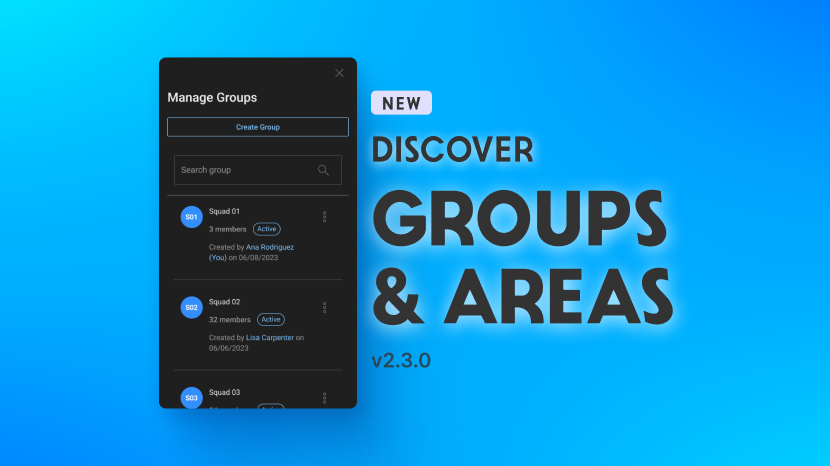 Manage Groups
Create Group
Search group
S01
Squad 01
3 members Active
Created by Ana Rodriguez
(You) on 06/08/2023
S02
Squad 02
32 members Active
Created by Lisa Carpenter on
06/06/2023
S03
Squad 03
NEW
DISCOVER
GROUPS
& AREAS
v2.3.0